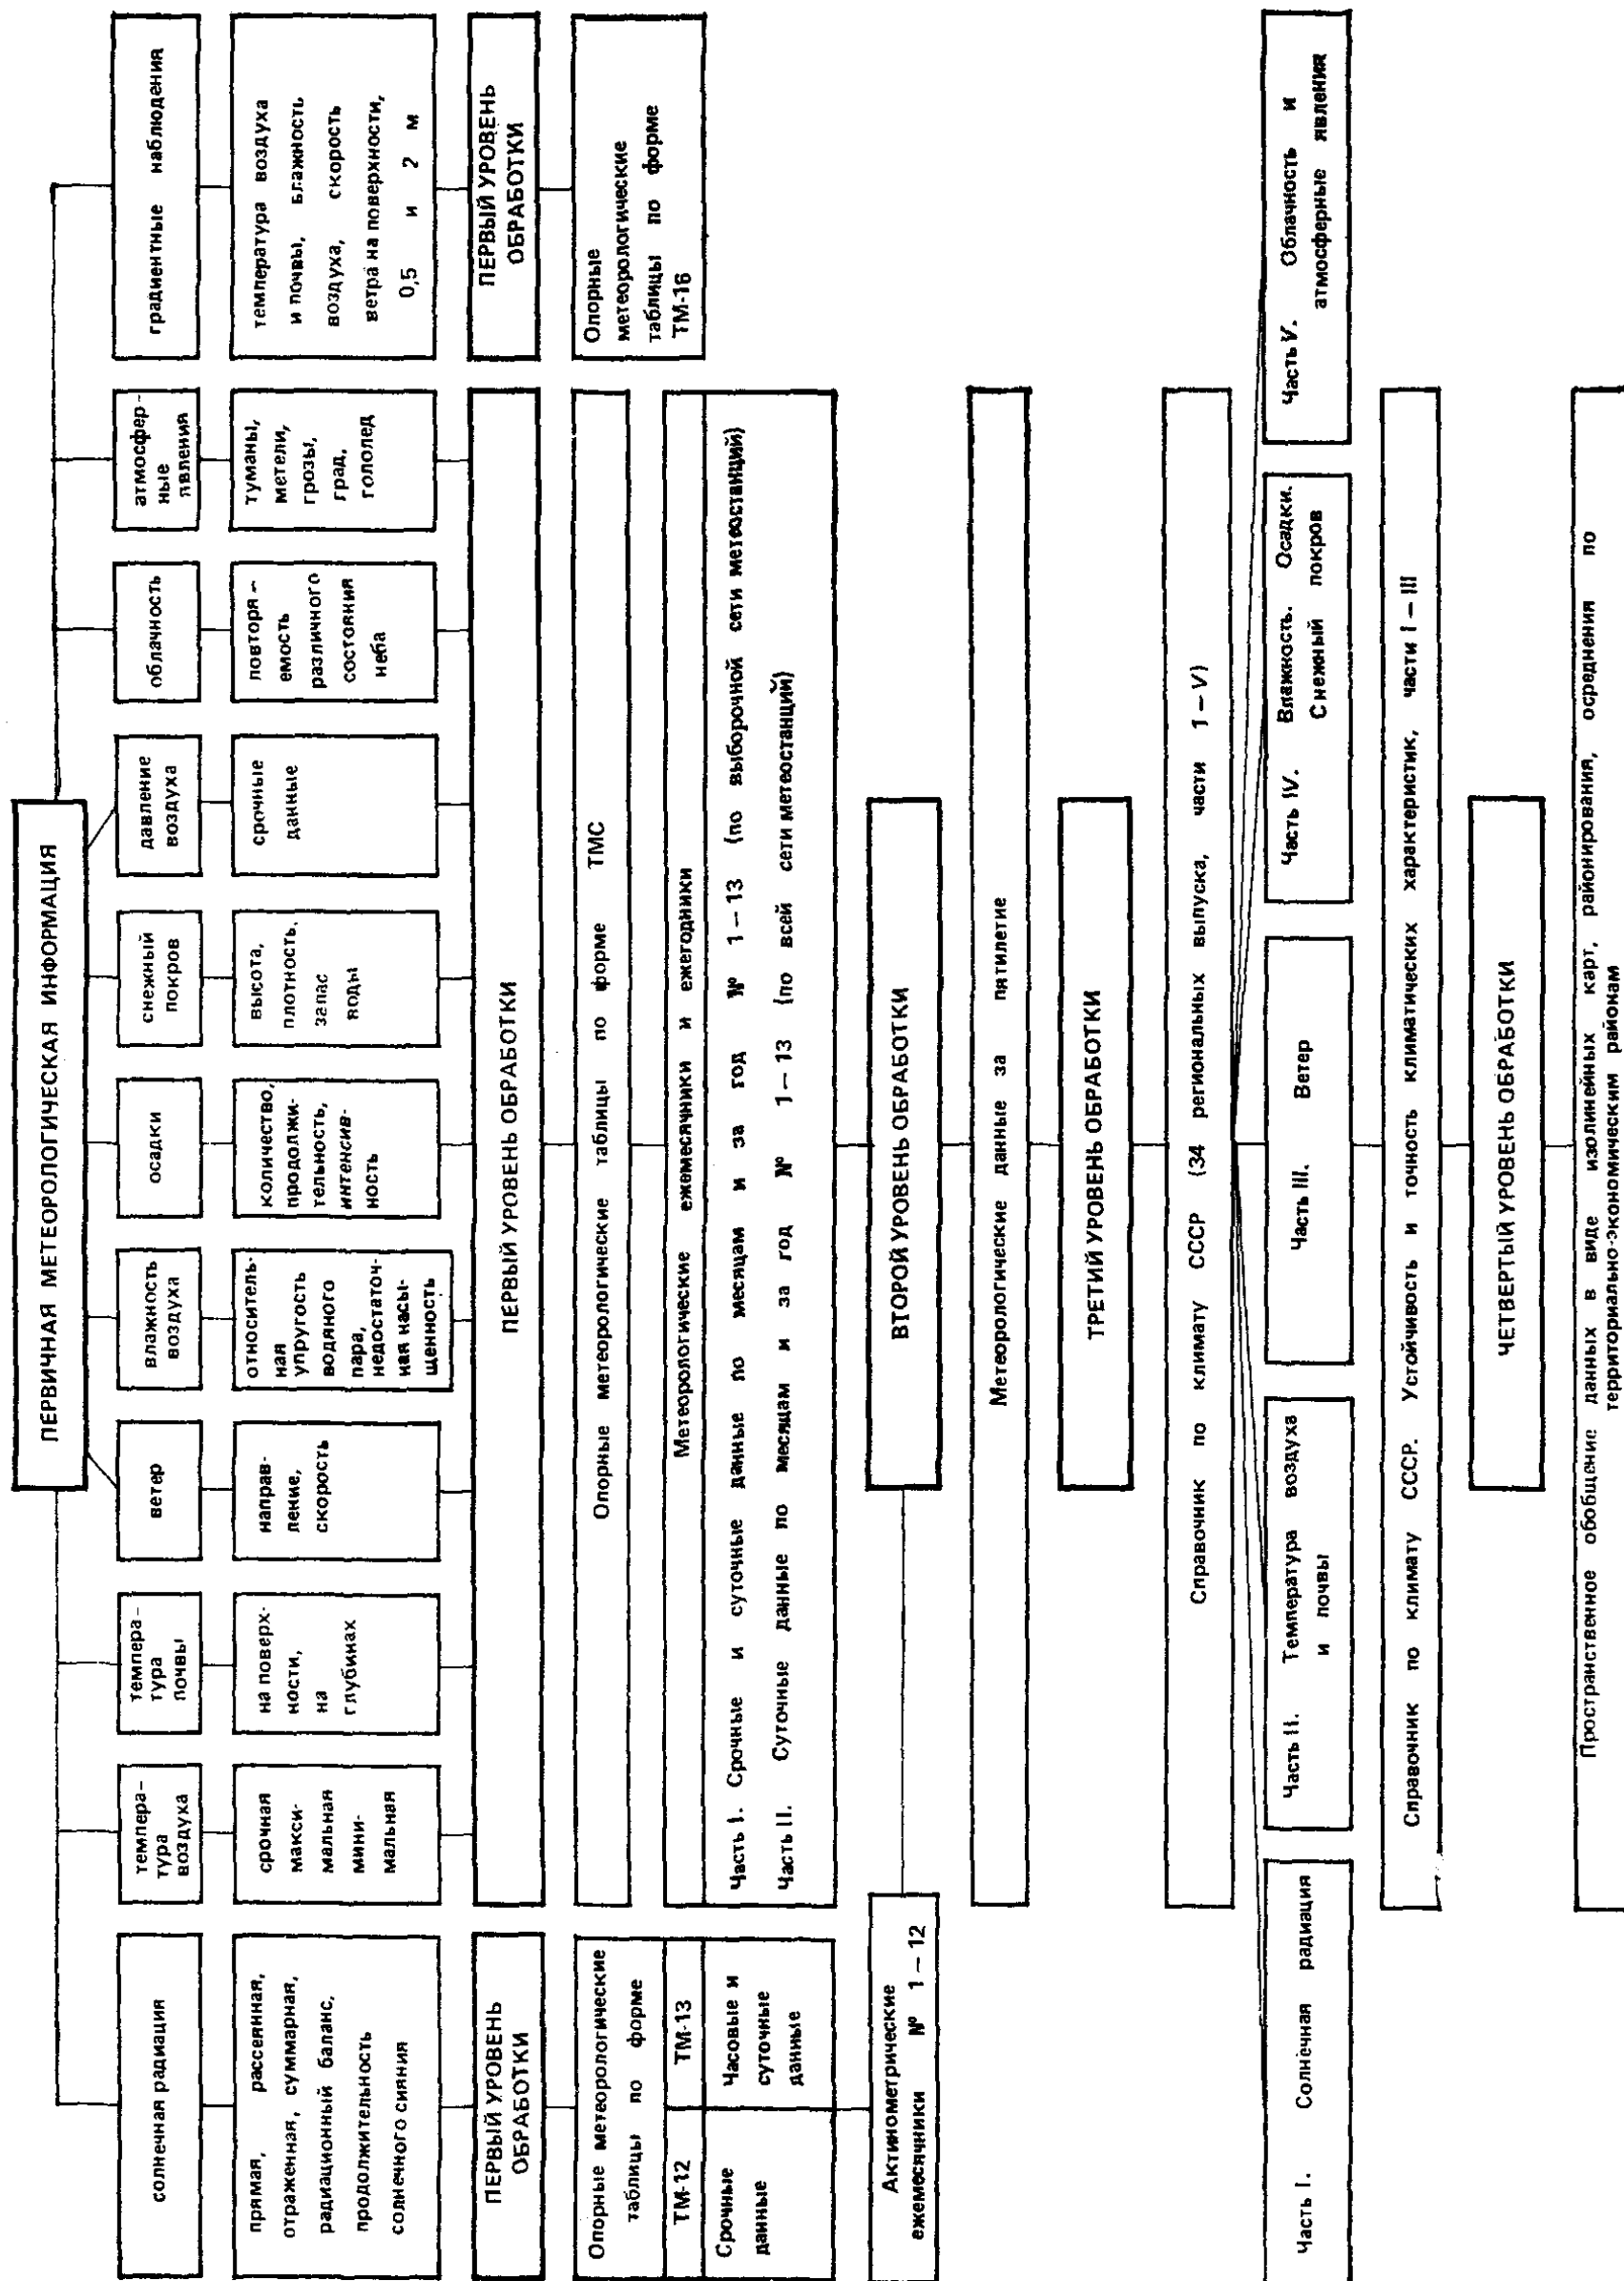 ПЕРВИЧНАЯ МЕТЕОРОЛОГИЧЕСКАЯ ИНФОРМАЦИЯ
солнечная радиация
темпера-
тура
воздуха
темпера-
тура
почвы
ветер
влажность
воздуха
осадки
снежный
покров
давление
воздуха
облачность
атмосфер-
ные
явления
градиентные наблюдения
прямая, рассеянная,
отраженная, суммарная,
радиационный баланс,
продолжительность
солнечного сияния
срочная
макси-
мальная
мини-
мальная
на поверх-
ности,
на
глубинах
направ-
ление,
скорость
относитель-
ная
упругость
водяного
пара,
недостаточ-
ная насы-
щенность
количество,
продолжи-
тельность,
интенсив-
ность
высота,
плотность,
запас
воды
срочные
данные
повторя-
емость
различного
состояния
неба
туманы,
метели,
грозы,
град,
гололед
температура воздуха
и почвы, влажность
воздуха, скорость
ветра на поверхности,
0,5 и 2 м
ПЕРВЫЙ УРОВЕНЬ
ОБРАБОТКИ
ПЕРВЫЙ УРОВЕНЬ ОБРАБОТКИ
ПЕРВЫЙ УРОВЕНЬ
ОБРАБОТКИ
Опорные метеорологические
таблицы по форме
ТМ-12 ТМ-13
Срочные
данные
Часовые и
суточные
данные
Опорные метеорологические таблицы по форме ТМС
Опорные
метеорологические
таблицы по форме
ТМ-16
Метеорологические ежемесячники и ежегодники
Часть I. Срочные и суточные данные по месяцам и за год № 1–13 (по выборочной сети метеостанций)
Часть II. Суточные данные по месяцам и за год № 1–13 (по всей сети метеостанций)
Актинометрические
ежемесячники № 1–12
ВТОРОЙ УРОВЕНЬ ОБРАБОТКИ
Метеорологические данные за пятилетие
ТРЕТИЙ УРОВЕНЬ ОБРАБОТКИ
Справочник по климату СССР (34 региональных выпуска, части 1–V)
Часть I. Солнечная радиация
Часть II. Температура воздуха
и почвы
Часть III. Ветер
Часть IV. Влажность. Осадки.
Снежный покров
Часть V. Облачность и
атмосферные явления
Справочник по климату СССР. Устойчивость и точность климатических характеристик, части I–III
ЧЕТВЕРТЫЙ УРОВЕНЬ ОБРАБОТКИ
Пространственное обобщение данных в виде изолинейных карт, районирования, осреднения по
территориально-экономическим районам